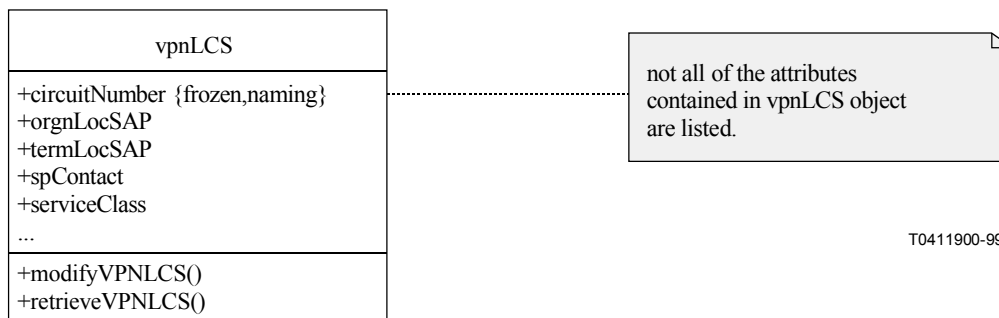 vpnLCS
+circuitNumber {frozen,naming}
+orgnLocSAP
+termLocSAP
+spContact
+serviceClass
...
+modifyVPNLCS()
+retrieveVPNLCS()
not all of the attributes
contained in vpnLCS object
are listed.
T0411900-99